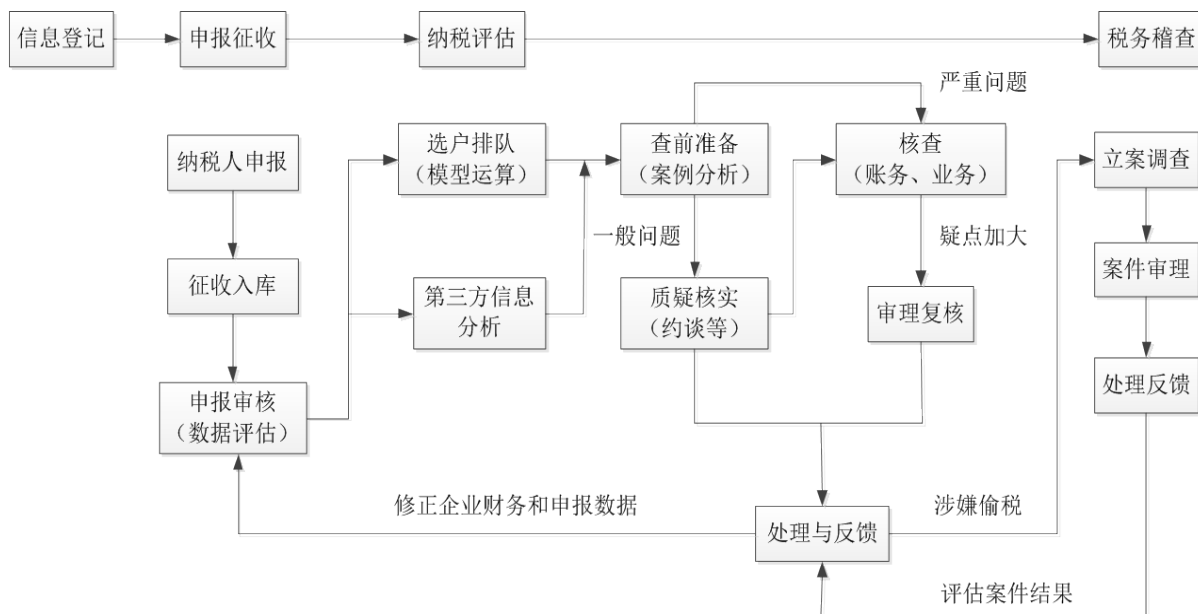 信息登记
申报征收
纳税评估
税务稽查
严重问题
纳税人申报
选户排队
（模型运算）
查前准备
（案例分析）
核查
（账务、业务）
立案调查
一般问题
疑点加大
征收入库
第三方信息
分析
质疑核实
（约谈等）
审理复核
案件审理
申报审核
（数据评估）
处理反馈
修正企业财务和申报数据
处理与反馈
涉嫌偷税
评估案件结果